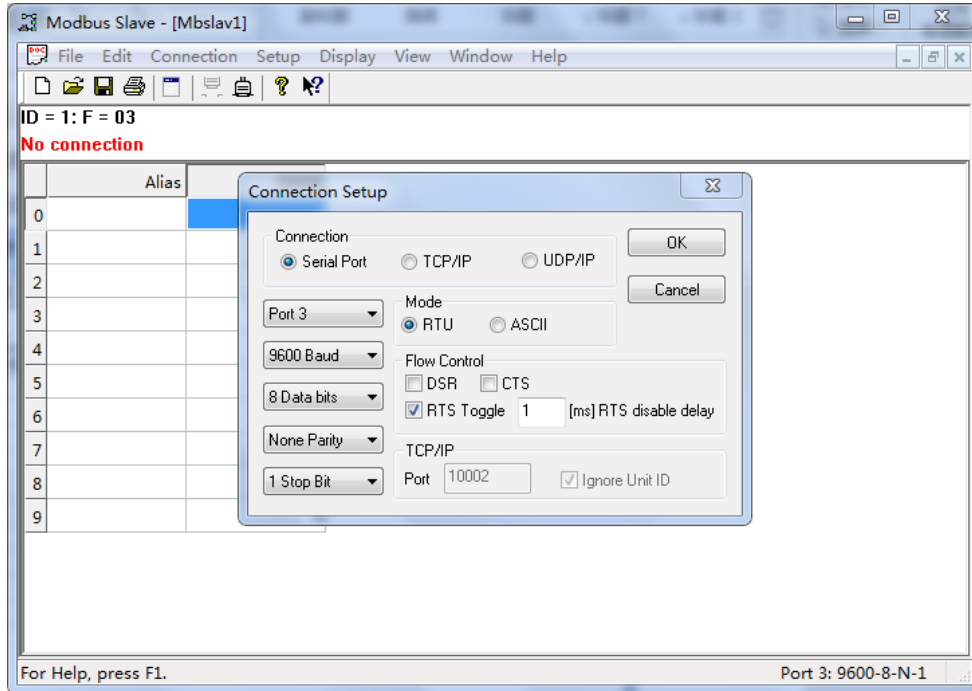 Modbus Slave - [Mbslav1]
File Edit Connection Setup Display View Window Help
ID = 1: F = 03
No connection
Alias
0
1
2
3
4
5
6
7
8
9
Connection Setup
Connection
Serial Port TCP/IP UDP/IP
OK
Cancel
Port 3
9600 Baud
8 Data bits
None Parity
1 Stop Bit
Mode
RTU ASCII
Flow Control
DSR CTS
RTS Toggle 1 [ms] RTS disable delay
TCP/IP
Port 10002 Ignore Unit ID
For Help, press F1.
Port 3: 9600-8-N-1